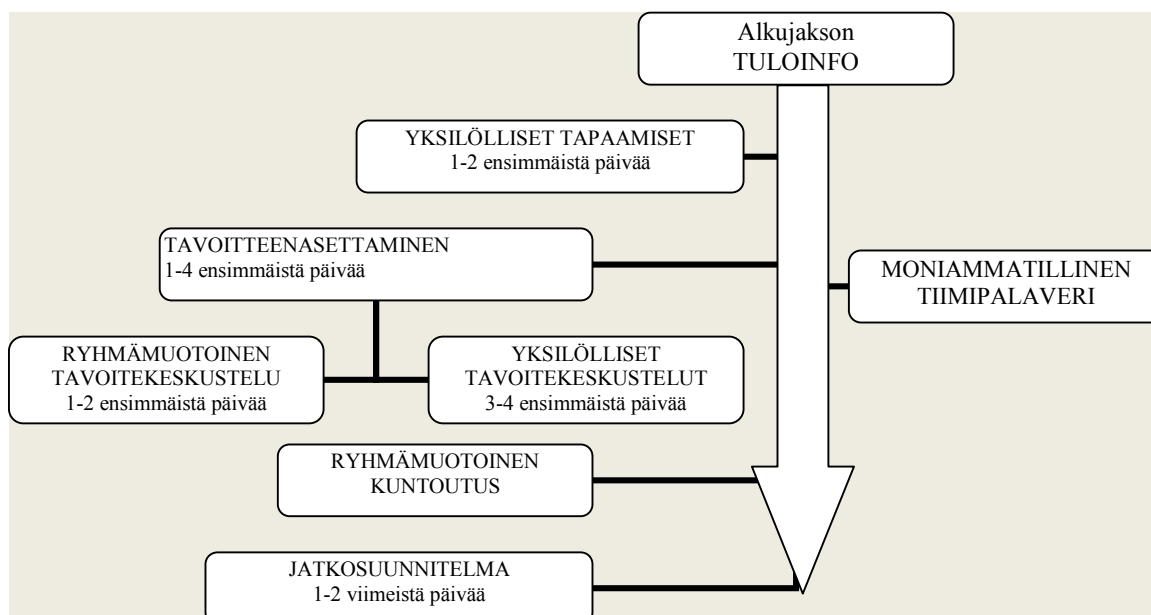 Alkujakson
TULOINFO
YKSILÖLLISET TAPAAMISET
1-2 ensimmäistä päivää
TAVOITTEENASETTAMINEN
1-4 ensimmäistä päivää
MONIAMMATILLINEN
TIIMIPALAVERI
RYHMÄMUOTOINEN
TAVOITEKESKUSTELU
1-2 ensimmäistä päivää
YKSILÖLLISET
TAVOITEKESKUSTELUT
3-4 ensimmäistä päivää
RYHMÄMUOTOINEN
KUNTOUTUS
JATKOSUUNNITELMA
1-2 viimeistä päivää